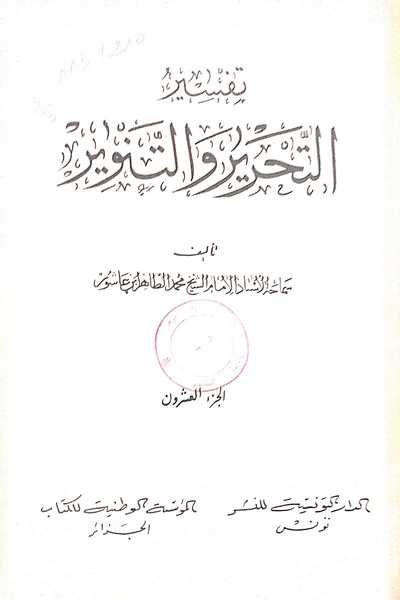 تفسير
التحرير والتنوير
تأليف
سماحة الأستاذ الإمام الشيخ محمد الطاهر ابن عاشور
الجزء العشرون
الدار التونسية للنشر
تونس
المؤسسة الوطنية للكتاب
الجزائر